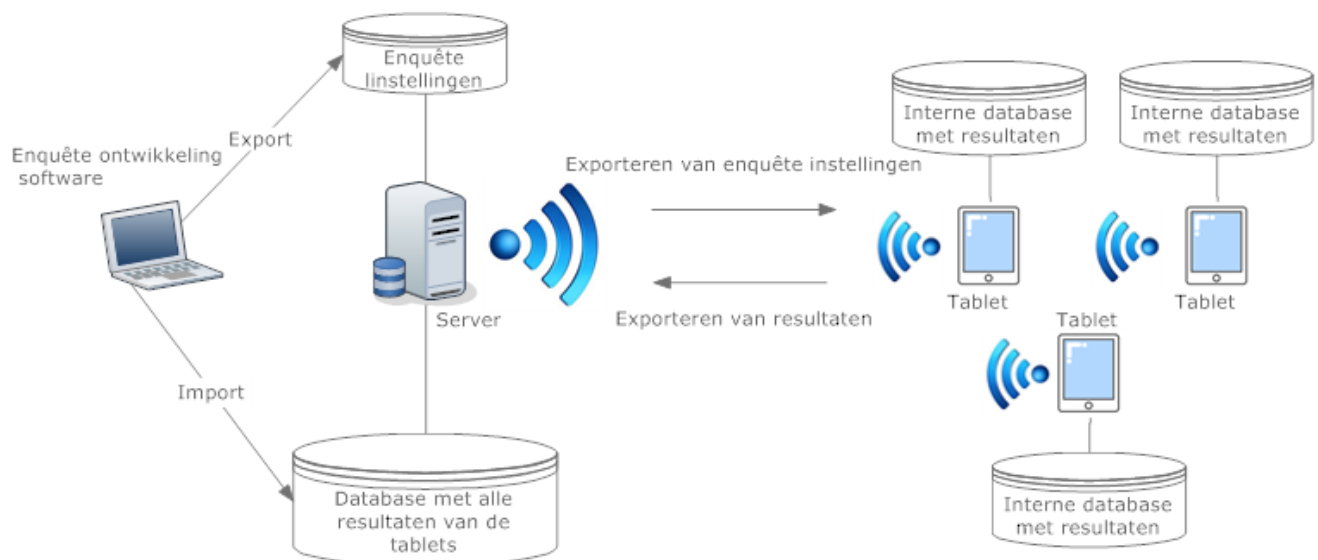 Enquête
linstellingen
Export
Enquête ontwikkeling
software
Import
Server
Database met alle
resultaten van de
tablets
Exporteren van enquête instellingen
Exporteren van resultaten
Interne database
met resultaten
Tablet
Interne database
met resultaten
Tablet
Tablet
Interne database
met resultaten